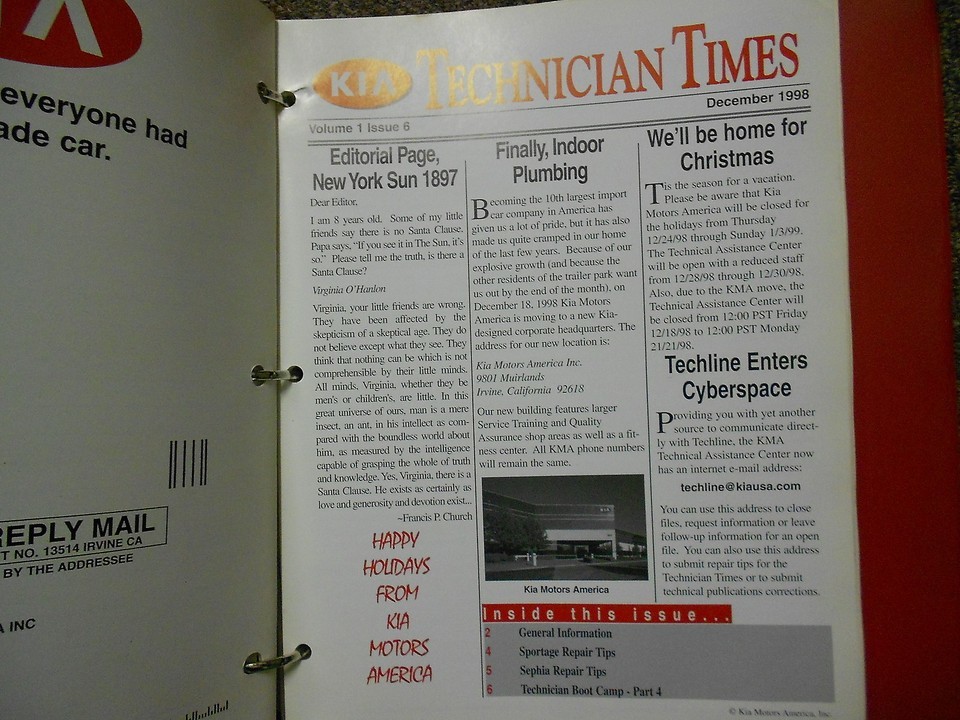 everyone had
ade car.
REPLY MAIL
T NO. 13514 IRVINE CA
BY THE ADDRESSEE
A INC
KIA TECHNICIAN TIMES
December 1998
Volume 1 Issue 6
Editorial Page,
New York Sun 1897
Dear Editor,
I am 8 years old. Some of my little
friends say there is no Santa Clause.
Papa says, "If you see it in The Sun, it's
so." Please tell me the truth, is there a
Santa Clause?
Virginia O'Hanlon
Virginia, your little friends are wrong.
They have been affected by the
skepticism of a skeptical age. They do
not believe except what they see. They
think that nothing can be which is not
comprehensible by their little minds.
All minds, Virginia, whether they be
men's or children's, are little. In this
great universe of ours, man is a mere
insect, an ant, in his intellect as com-
pared with the boundless world about
him, as measured by the intelligence
capable of grasping the whole of truth
and knowledge. Yes, Virginia, there is a
Santa Clause. He exists as certainly as
love and generosity and devotion exist...
~Francis P. Church
HAPPY
HOLIDAYS
FROM
KIA
MOTORS
AMERICA
Finally, Indoor
Plumbing
Becoming the 10th largest import
car company in America has
given us a lot of pride, but it has also
made us quite cramped in our home
of the last few years. Because of our
explosive growth (and because the
other residents of the trailer park want
us out by the end of the month), on
December 18, 1998 Kia Motors
America is moving to a new Kia-
designed corporate headquarters. The
address for our new location is:
Kia Motors America Inc.
9801 Muirlands
Irvine, California 92618
Our new building features larger
Service Training and Quality
Assurance shop areas as well as a fit-
ness center. All KMA phone numbers
will remain the same.
Kia Motors America
We'll be home for
Christmas
Tis the season for a vacation.
Please be aware that Kia
Motors America will be closed for
the holidays from Thursday
12/24/98 through Sunday 1/3/99.
The Technical Assistance Center
will be open with a reduced staff
from 12/28/98 through 12/30/98.
Also, due to the KMA move, the
Technical Assistance Center will
be closed from 12:00 PST Friday
12/18/98 to 12:00 PST Monday
21/21/98.
Techline Enters
Cyberspace
Providing you with yet another
source to communicate direct-
ly with Techline, the KMA
Technical Assistance Center now
has an internet e-mail address:
techline@kiausa.com
You can use this address to close
files, request information or leave
follow-up information for an open
file. You can also use this address
to submit repair tips for the
Technician Times or to submit
technical publications corrections.
Inside this issue...
2 General Information
4 Sportage Repair Tips
5 Sephia Repair Tips
6 Technician Boot Camp - Part 4
© Kia Motors America, Inc.